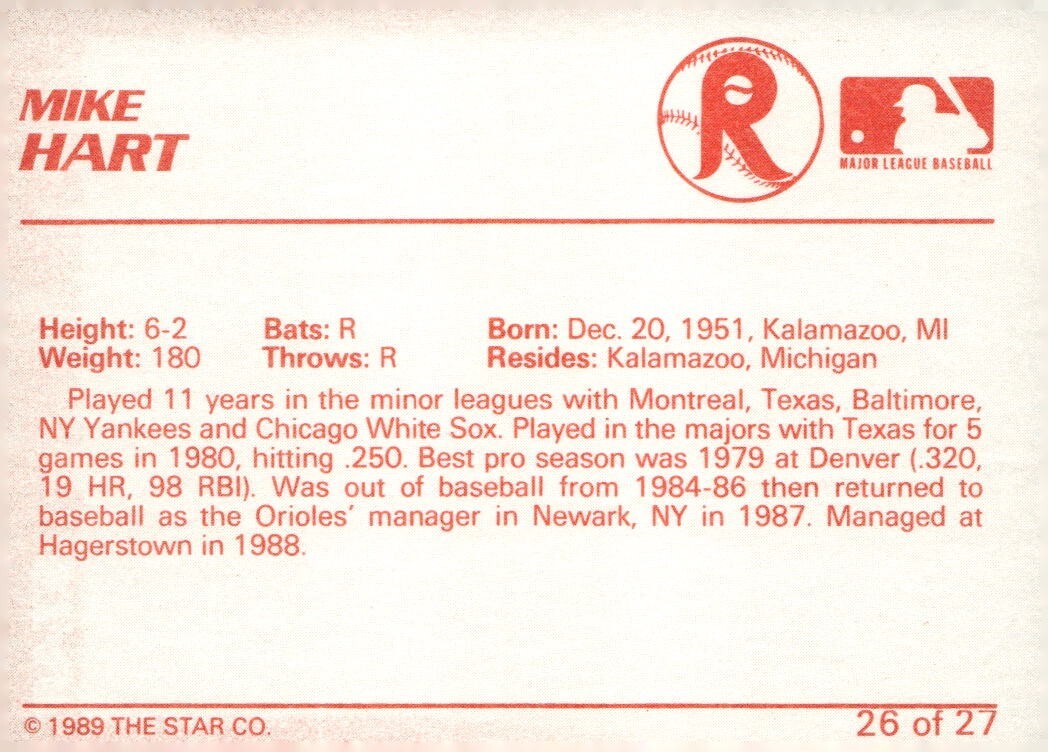 MIKE
HART
R
MAJOR LEAGUE BASEBALL
Height: 6-2 Bats: R Born: Dec. 20, 1951, Kalamazoo, MI
Weight: 180 Throws: R Resides: Kalamazoo, Michigan
Played 11 years in the minor leagues with Montreal, Texas, Baltimore,
NY Yankees and Chicago White Sox. Played in the majors with Texas for 5
games in 1980, hitting .250. Best pro season was 1979 at Denver (.320,
19 HR, 98 RBI). Was out of baseball from 1984-86 then returned to
baseball as the Orioles' manager in Newark, NY in 1987. Managed at
Hagerstown in 1988.
© 1989 THE STAR CO. 26 of 27